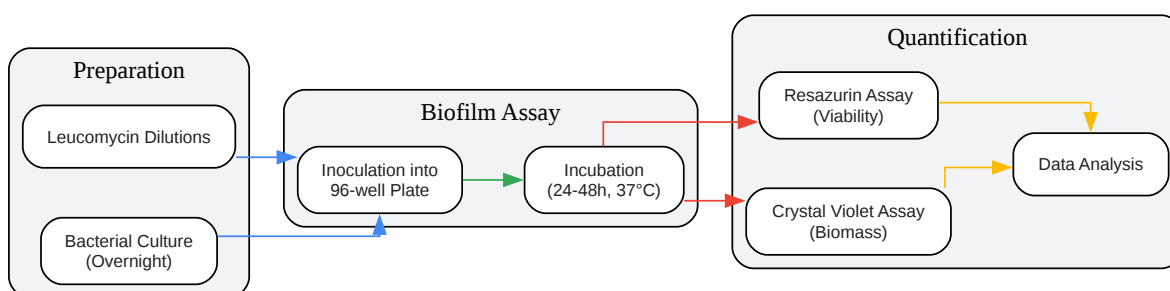 Preparation
Leucomycin Dilutions
Bacterial Culture
(Overnight)
Biofilm Assay
Inoculation into
96-well Plate
Incubation
(24-48h, 37°C)
Quantification
Resazurin Assay
(Viability)
Crystal Violet Assay
(Biomass)
Data Analysis